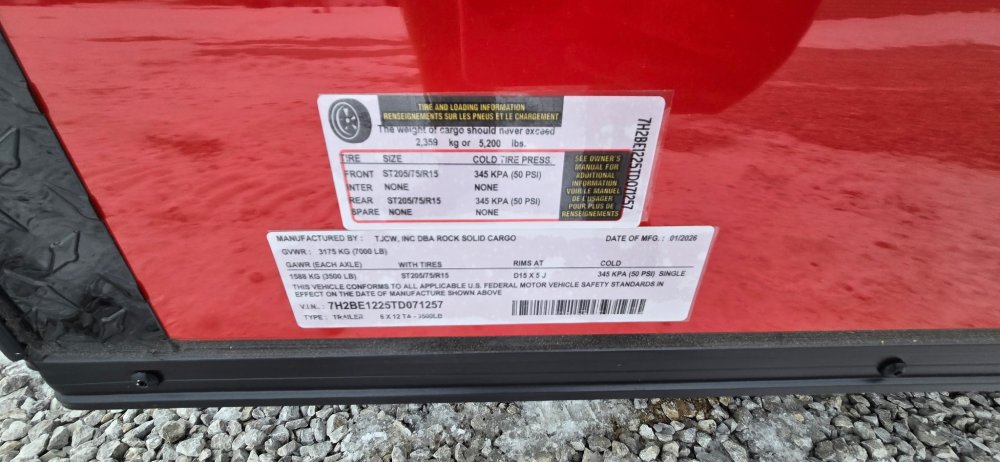 TIRE AND LOADING INFORMATION
RENSEIGNEMENTS SUR LES PNEUS ET LE CHARGEMENT
The weight of cargo should never exceed
2,359 kg or 5,200 lbs.
TIRE SIZE COLD TIRE PRESS.
FRONT ST205/75/R15 345 KPA (50 PSI)
INTER NONE NONE
REAR ST205/75/R15 345 KPA (50 PSI)
SPARE NONE NONE
SEE OWNER'S
MANUAL FOR
ADDITIONAL
INFORMATION
VOIR LE MANUEL
DE L'USAGER
POUR PLUS DE
RENSEIGNEMENTS
7H2BE1225TD071257
MANUFACTURED BY: TJCW, INC DBA ROCK SOLID CARGO DATE OF MFG. : 01/2026
GVWR: 3175 KG (7000 LB)
GAWR (EACH AXLE) WITH TIRES RIMS AT COLD
1588 KG (3500 LB) ST205/75/R15 D15 X 5 J 345 KPA (50 PSI) SINGLE
THIS VEHICLE CONFORMS TO ALL APPLICABLE U.S. FEDERAL MOTOR VEHICLE SAFETY STANDARDS IN
EFFECT ON THE DATE OF MANUFACTURE SHOWN ABOVE
V.I.N.: 7H2BE1225TD071257
TYPE: TRAILER 6 X 12 TA -3500LB